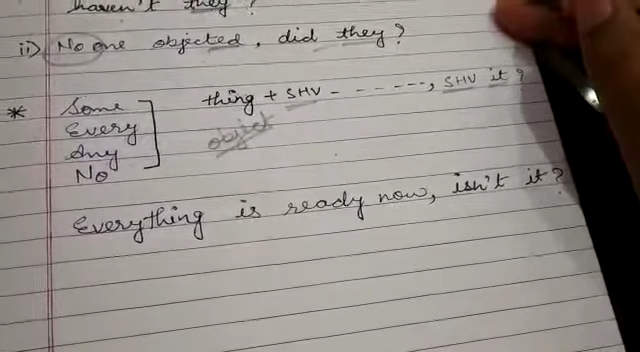 haven't they?
ii) No one objected, did they?
* Some thing + SHV - - - - - -, SHV it?
Every object
Any
No
Everything is ready now, isn't it?